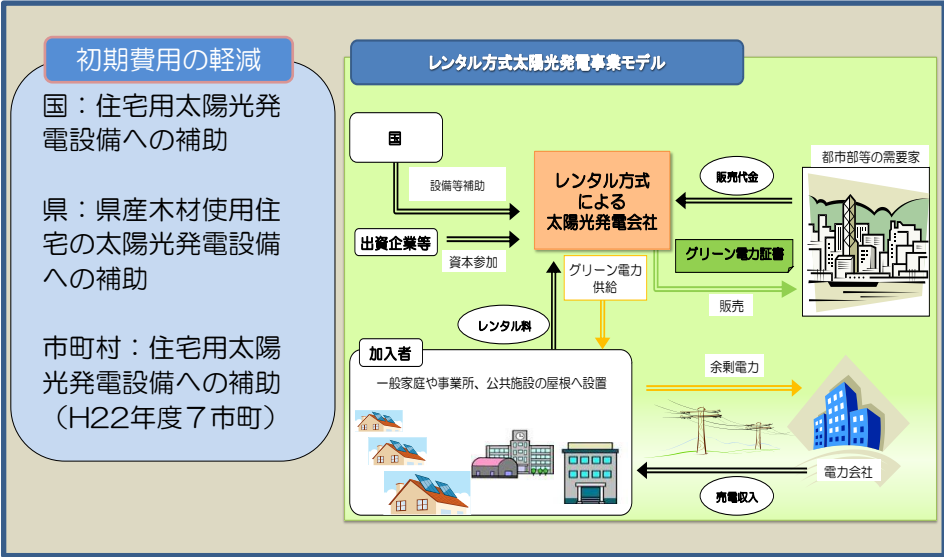 初期費用の軽減
国：住宅用太陽光発
電設備への補助
県：県産木材使用住
宅の太陽光発電設備
への補助
市町村：住宅用太陽
光発電設備への補助
（H22年度７市町）
レンタル方式太陽光発電事業モデル
国
設備等補助
出資企業等
資本参加
レンタル方式
による
太陽光発電会社
販売代金
都市部等の需要家
グリーン電力証書
販売
グリーン電力
供給
レンタル料
加入者
一般家庭や事業所、公共施設の屋根へ設置
余剰電力
電力会社
売電収入